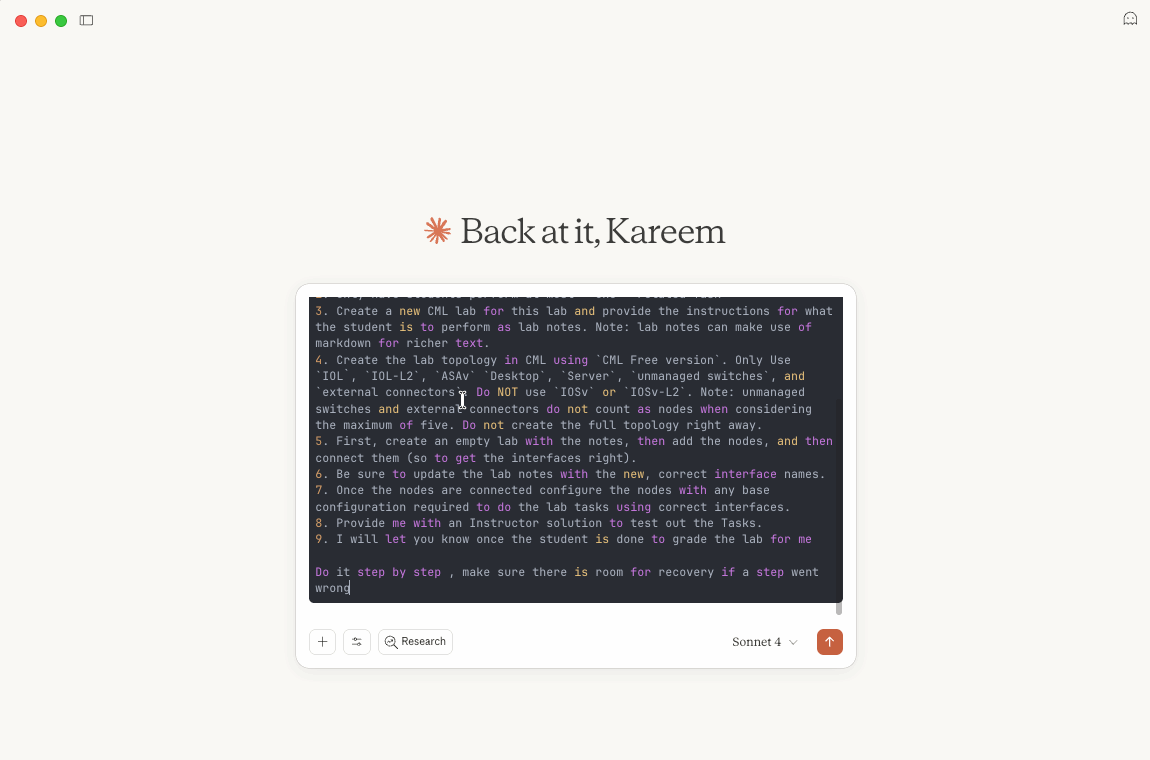 Back at it, Kareem
3. Create a new CML lab for this lab and provide the instructions for what
the student is to perform as lab notes. Note: lab notes can make use of
markdown for richer text.
4. Create the lab topology in CML using `CML Free version`. Only Use
`IOL`, `IOL-L2`, `ASAv` `Desktop`, `Server`, `unmanaged switches`, and
`external connectors`. Do NOT use `IOSv` or `IOSv-L2`. Note: unmanaged
switches and external connectors do not count as nodes when considering
the maximum of five. Do not create the full topology right away.
5. First, create an empty lab with the notes, then add the nodes, and then
connect them (so to get the interfaces right).
6. Be sure to update the lab notes with the new, correct interface names.
7. Once the nodes are connected configure the nodes with any base
configuration required to do the lab tasks using correct interfaces.
8. Provide me with an Instructor solution to test out the Tasks.
9. I will let you know once the student is done to grade the lab for me
Do it step by step , make sure there is room for recovery if a step went
wrong
Research
Sonnet 4